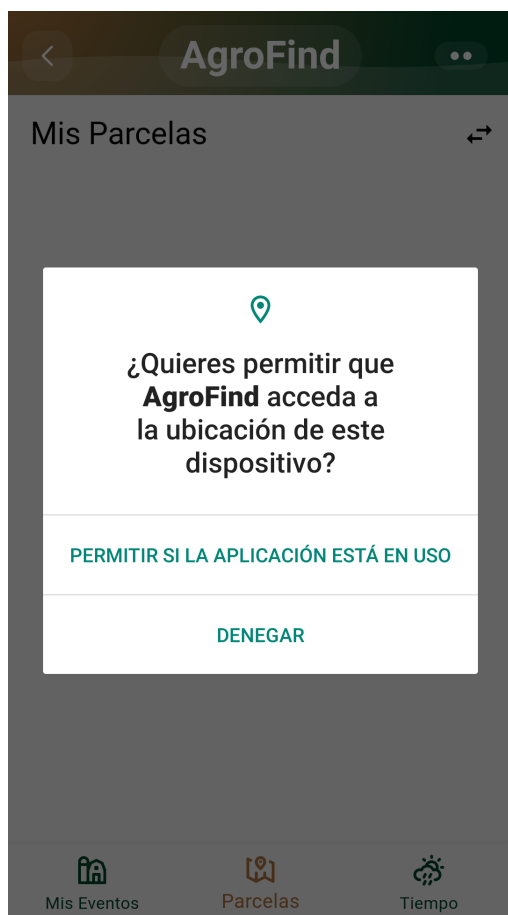 AgroFind
Mis Parcelas
¿Quieres permitir que
AgroFind acceda a
la ubicación de este
dispositivo?
PERMITIR SI LA APLICACIÓN ESTÁ EN USO
DENEGAR
Mis Eventos
Parcelas
Tiempo